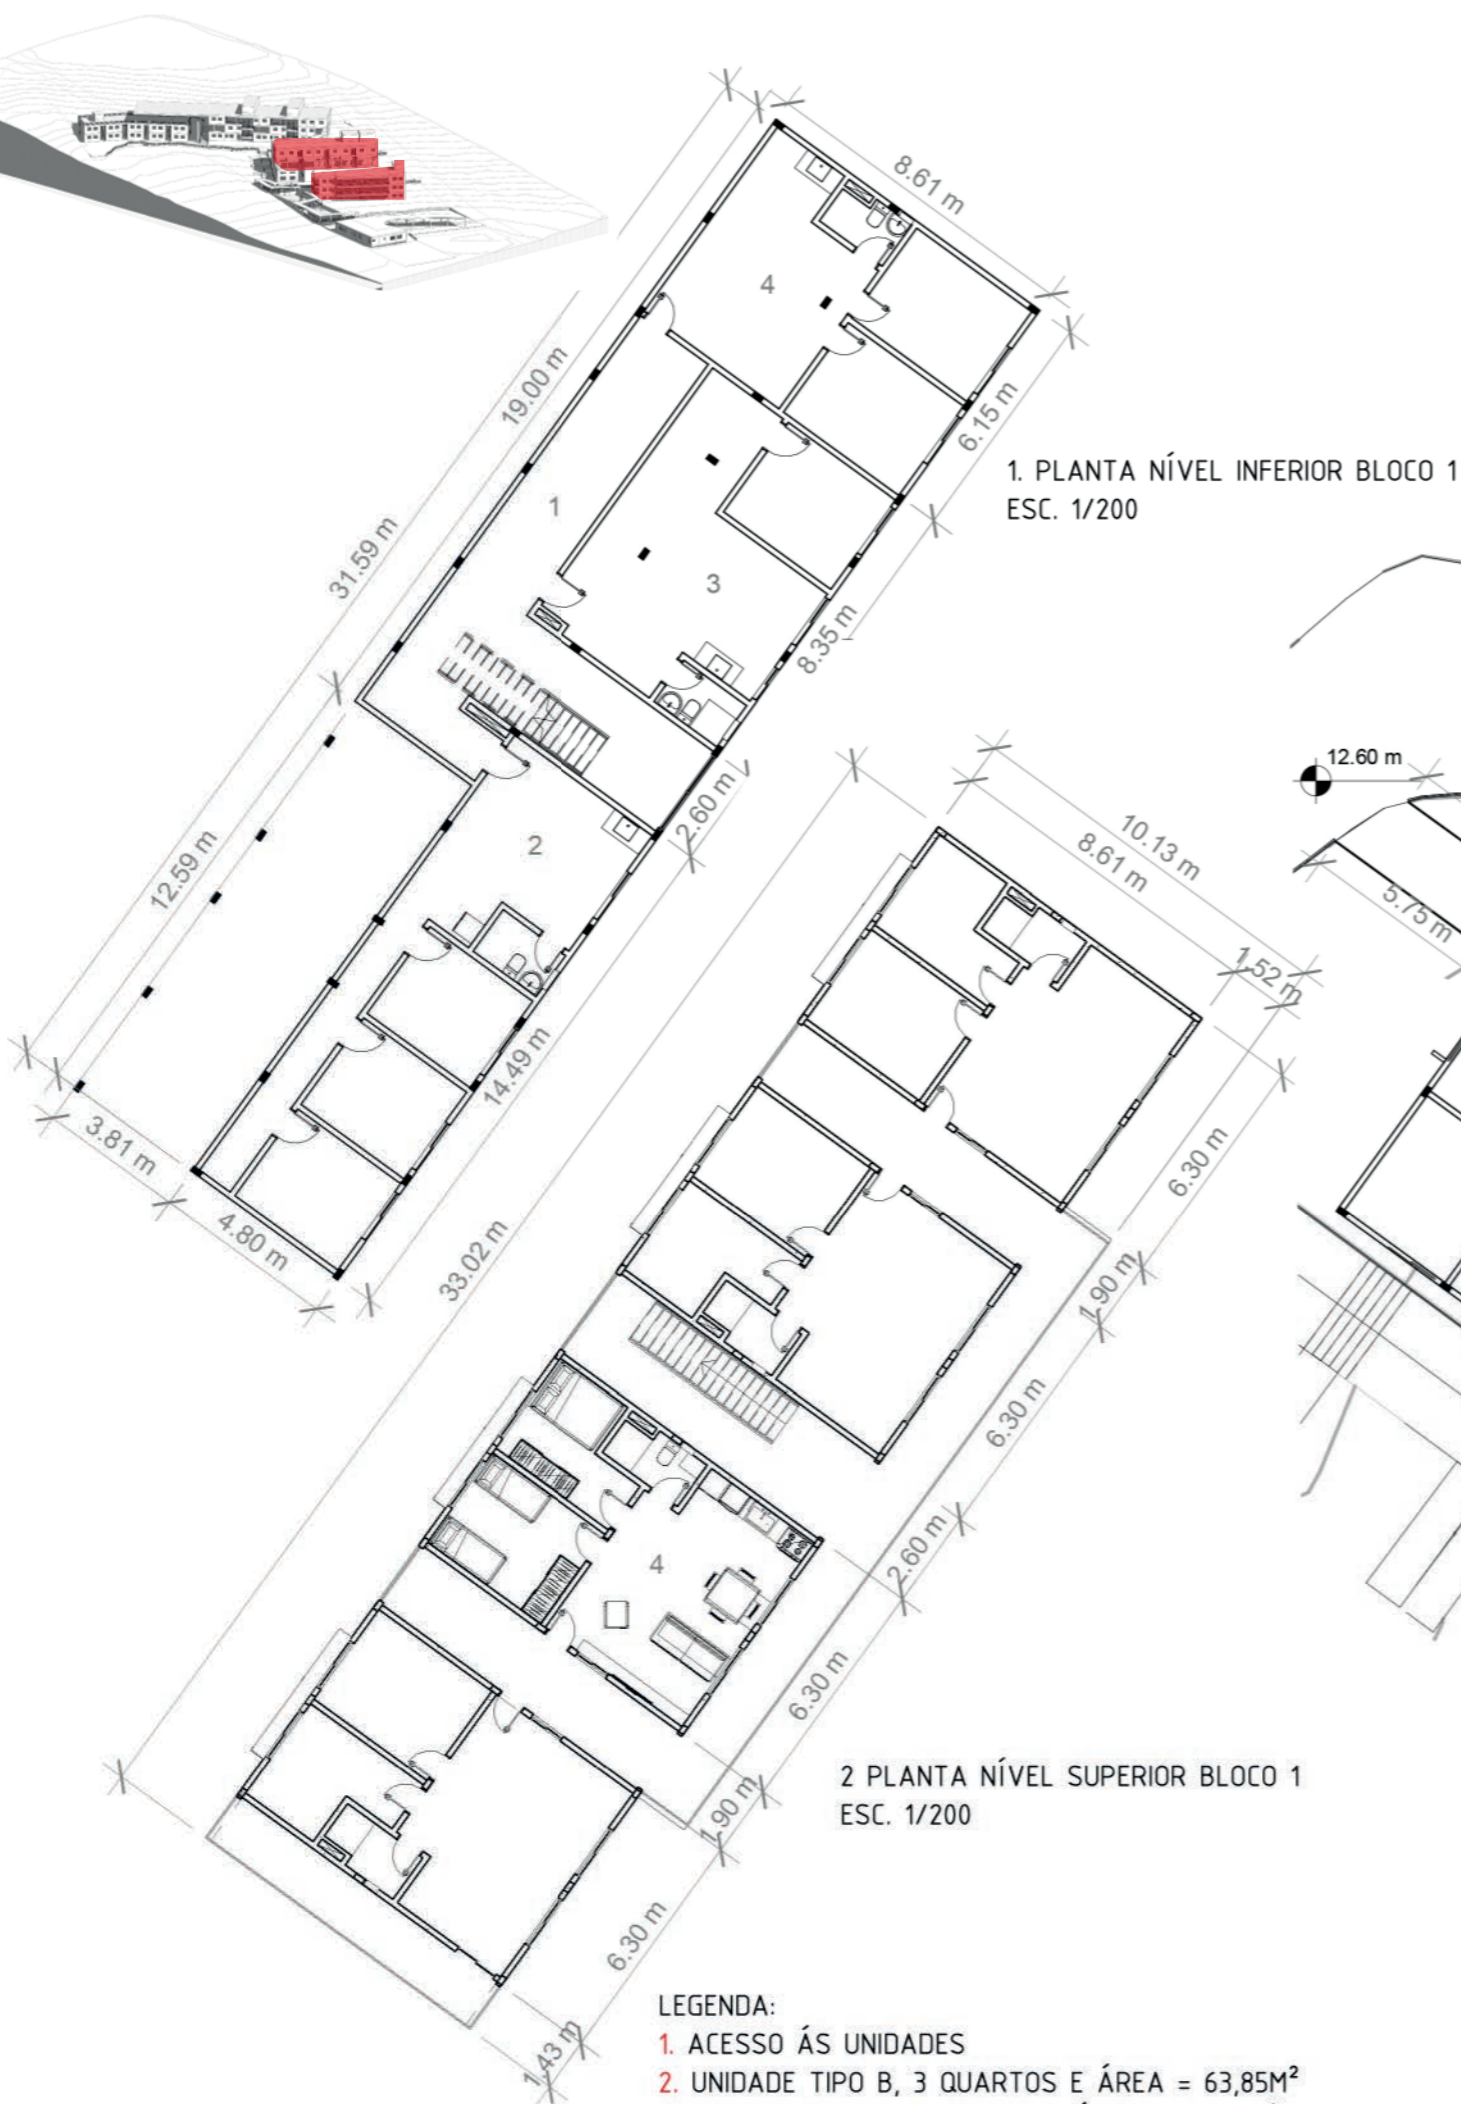 8.61 m
4
19.00 m
6.15 m
1. PLANTA NÍVEL INFERIOR BLOCO 1
ESC. 1/200
1
31.59 m
3
8.35 m
2.60 m
12.60 m
2
12.59 m
10.13 m
8.61 m
5.75 m
1.52 m
14.49 m
3.81 m
6.30 m
4.80 m
33.02 m
1.90 m
6.30 m
2.60 m
4
6.30 m
2 PLANTA NÍVEL SUPERIOR BLOCO 1
ESC. 1/200
1.90 m
6.30 m
LEGENDA:
1. ACESSO ÁS UNIDADES
1.43 m
2. UNIDADE TIPO B, 3 QUARTOS E ÁREA = 63,85M²